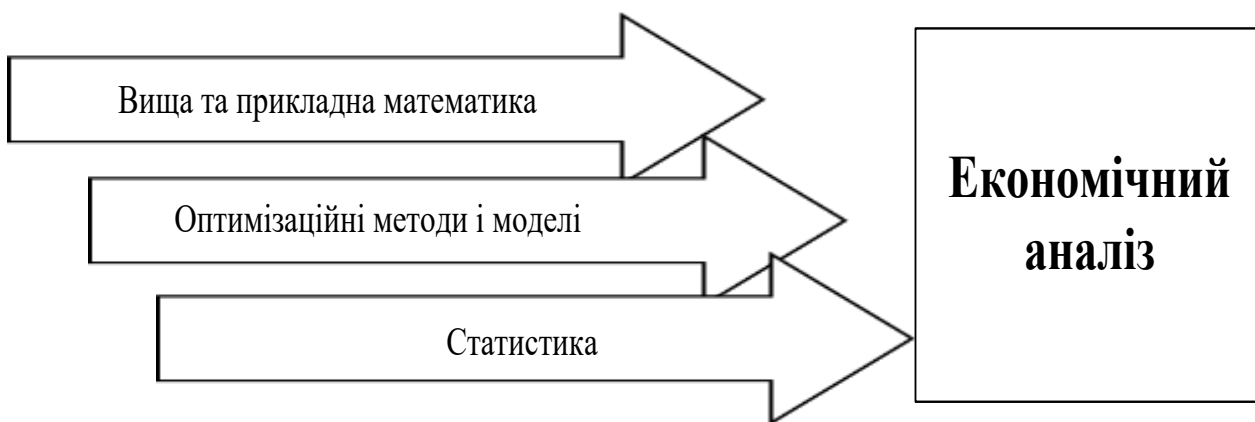 Вища та прикладна математика
Оптимізаційні методи і моделі
Статистика
Економічний
аналіз